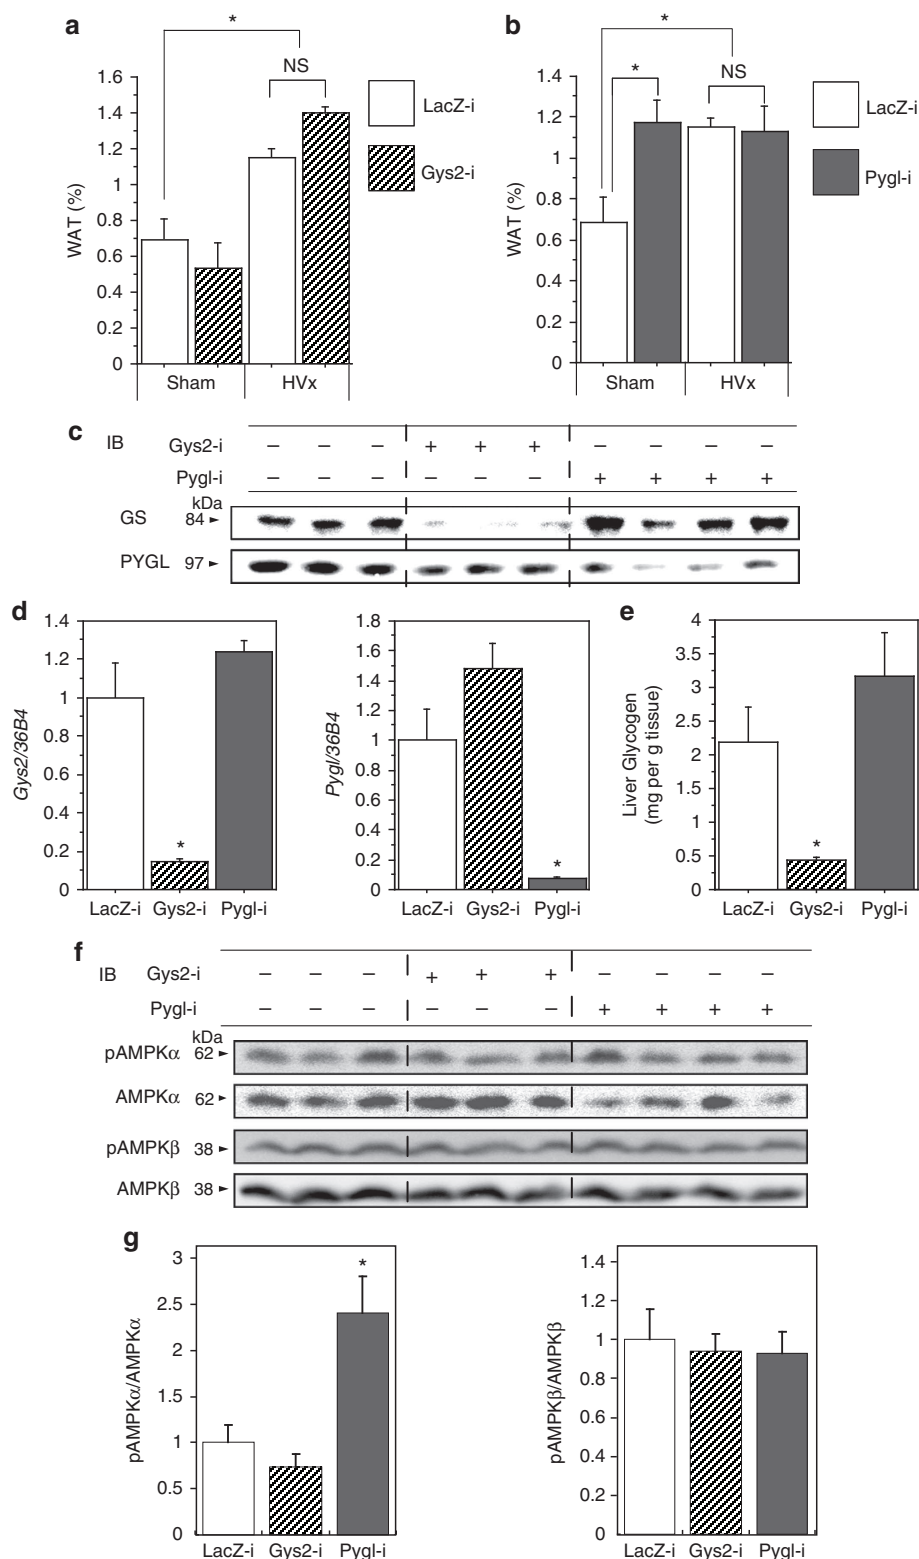 a
*
NS
1.6
1.4
1.2
1
0.8
0.6
0.4
0.2
0
WAT (%)
Sham
HVx
LacZ-i
Gys2-i
b
*
*
NS
1.4
1.2
1
0.8
0.6
0.4
0.2
0
WAT (%)
Sham
HVx
LacZ-i
Pygl-i
c
IB Gys2-i − − − + + + − − − −
Pygl-i − − − − − − + + + +
kDa
GS 84 ►
PYGL 97 ►
d
1.4
1.2
1
0.8
0.6
0.4
0.2
0
Gys2/36B4
*
LacZ-i Gys2-i Pygl-i
1.8
1.6
1.4
1.2
1
0.8
0.6
0.4
0.2
0
Pygl/36B4
*
LacZ-i Gys2-i Pygl-i
e
4
3.5
3
2.5
2
1.5
1
0.5
0
Liver Glycogen
(mg per g tissue)
*
LacZ-i Gys2-i Pygl-i
f
IB Gys2-i − − − + + + − − − −
Pygl-i − − − − − − + + + +
kDa
pAMPKα 62 ►
AMPKα 62 ►
pAMPKβ 38 ►
AMPKβ 38 ►
g
3
2.5
2
1.5
1
0.5
0
pAMPKα/AMPKα
*
LacZ-i Gys2-i Pygl-i
1.4
1.2
1
0.8
0.6
0.4
0.2
0
pAMPKβ/AMPKβ
LacZ-i Gys2-i Pygl-i